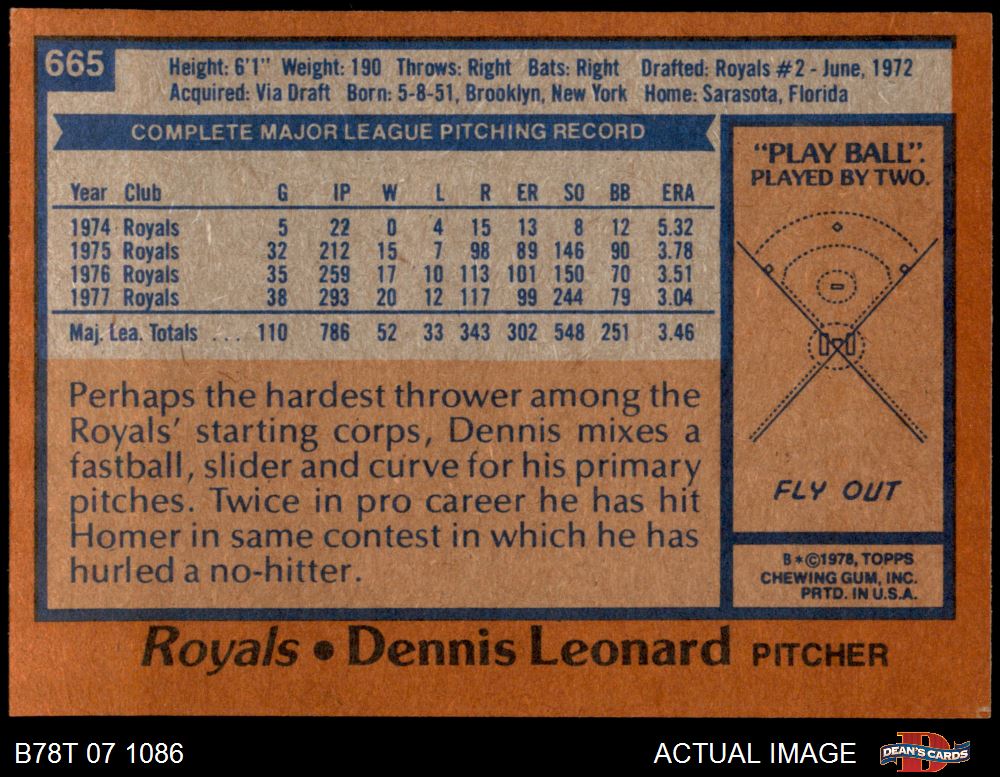 665
Height: 6'1" Weight: 190 Throws: Right Bats: Right Drafted: Royals #2 - June, 1972
Acquired: Via Draft Born: 5-8-51, Brooklyn, New York Home: Sarasota, Florida
COMPLETE MAJOR LEAGUE PITCHING RECORD
Year Club G IP W L R ER SO BB ERA
1974 Royals 5 22 0 4 15 13 8 12 5.32
1975 Royals 32 212 15 7 98 89 146 90 3.78
1976 Royals 35 259 17 10 113 101 150 70 3.51
1977 Royals 38 293 20 12 117 99 244 79 3.04
Maj. Lea. Totals ... 110 786 52 33 343 302 548 251 3.46
Perhaps the hardest thrower among the
Royals' starting corps, Dennis mixes a
fastball, slider and curve for his primary
pitches. Twice in pro career he has hit
Homer in same contest in which he has
hurled a no-hitter.
"PLAY BALL".
PLAYED BY TWO.
FLY OUT
B*©1978, TOPPS
CHEWING GUM, INC.
PRTD. IN U.S.A.
Royals • Dennis Leonard PITCHER
B78T 07 1086
ACTUAL IMAGE
DEAN'S CARDS